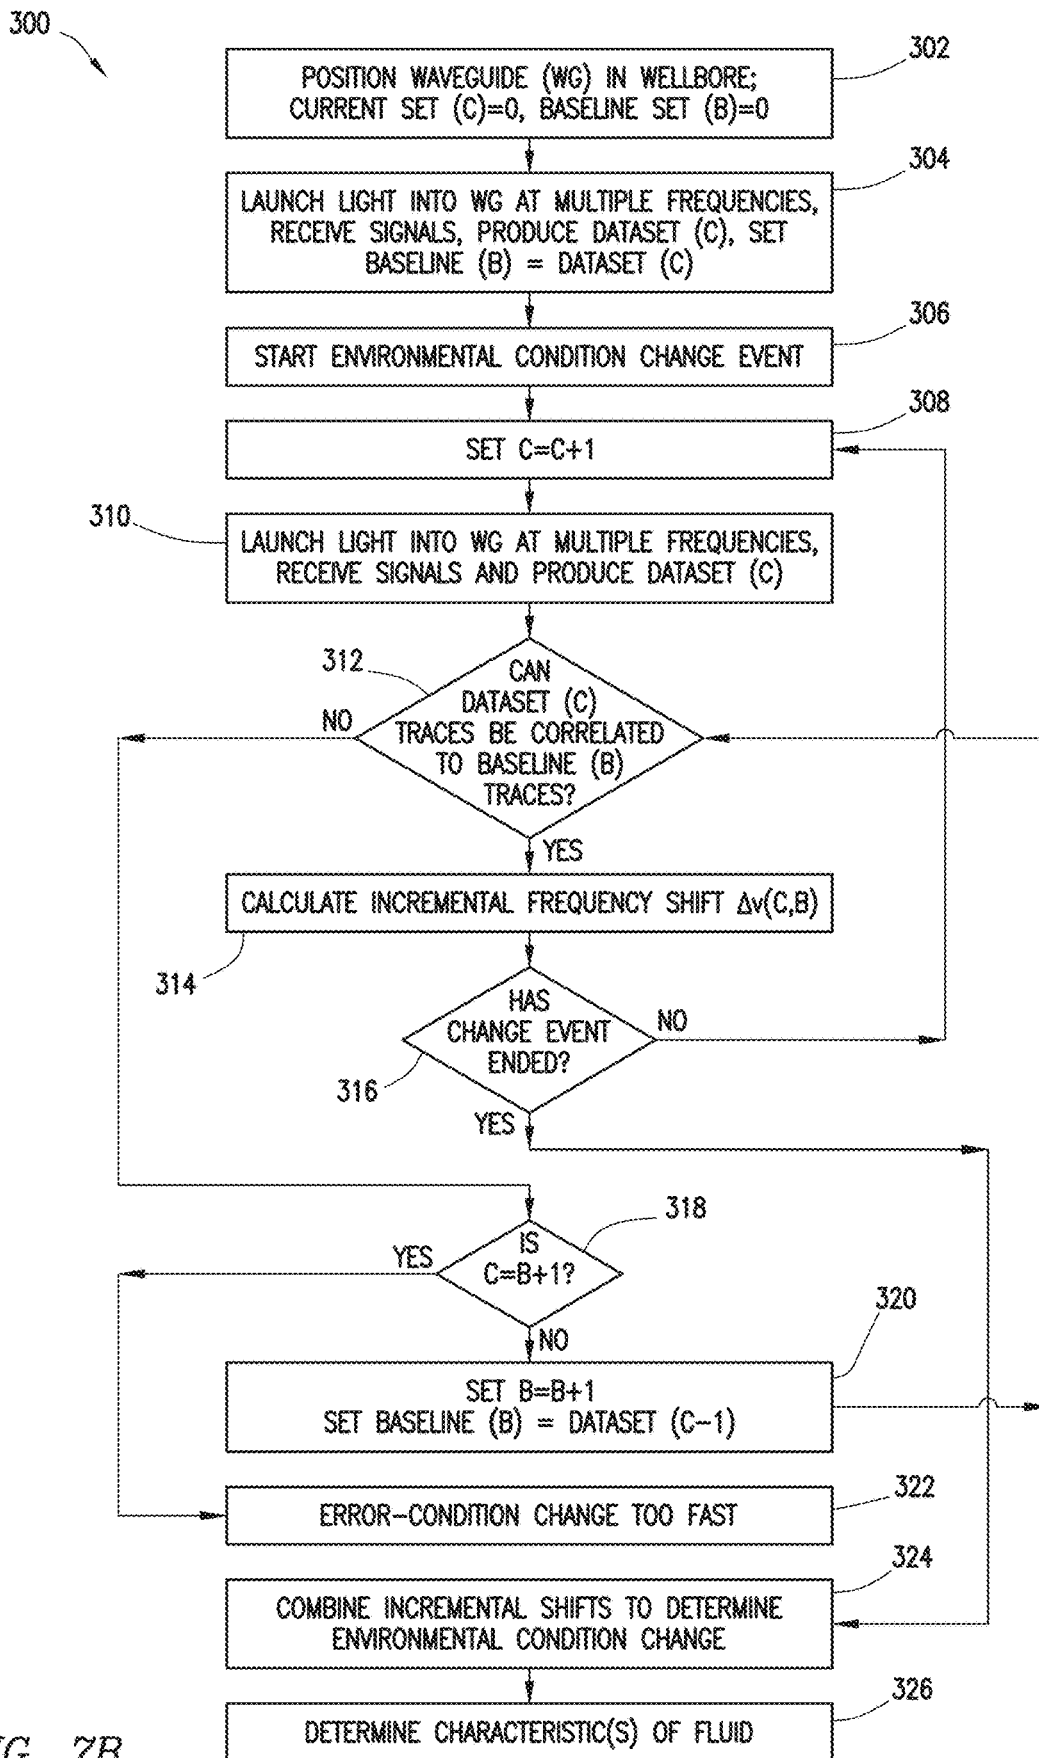 300
302
POSITION WAVEGUIDE (WG) IN WELLBORE;
CURRENT SET (C)=0, BASELINE SET (B)=0
304
LAUNCH LIGHT INTO WG AT MULTIPLE FREQUENCIES,
RECEIVE SIGNALS, PRODUCE DATASET (C), SET
BASELINE (B) = DATASET (C)
306
START ENVIRONMENTAL CONDITION CHANGE EVENT
308
SET C=C+1
310
LAUNCH LIGHT INTO WG AT MULTIPLE FREQUENCIES,
RECEIVE SIGNALS AND PRODUCE DATASET (C)
312
CAN
DATASET (C)
TRACES BE CORRELATED
TO BASELINE (B)
TRACES?
NO
YES
CALCULATE INCREMENTAL FREQUENCY SHIFT Δv(C,B)
314
HAS
CHANGE EVENT
ENDED?
NO
316
YES
318
IS
C=B+1?
YES
NO
320
SET B=B+1
SET BASELINE (B) = DATASET (C-1)
322
ERROR-CONDITION CHANGE TOO FAST
324
COMBINE INCREMENTAL SHIFTS TO DETERMINE
ENVIRONMENTAL CONDITION CHANGE
326
DETERMINE CHARACTERISTIC(S) OF FLUID
7B